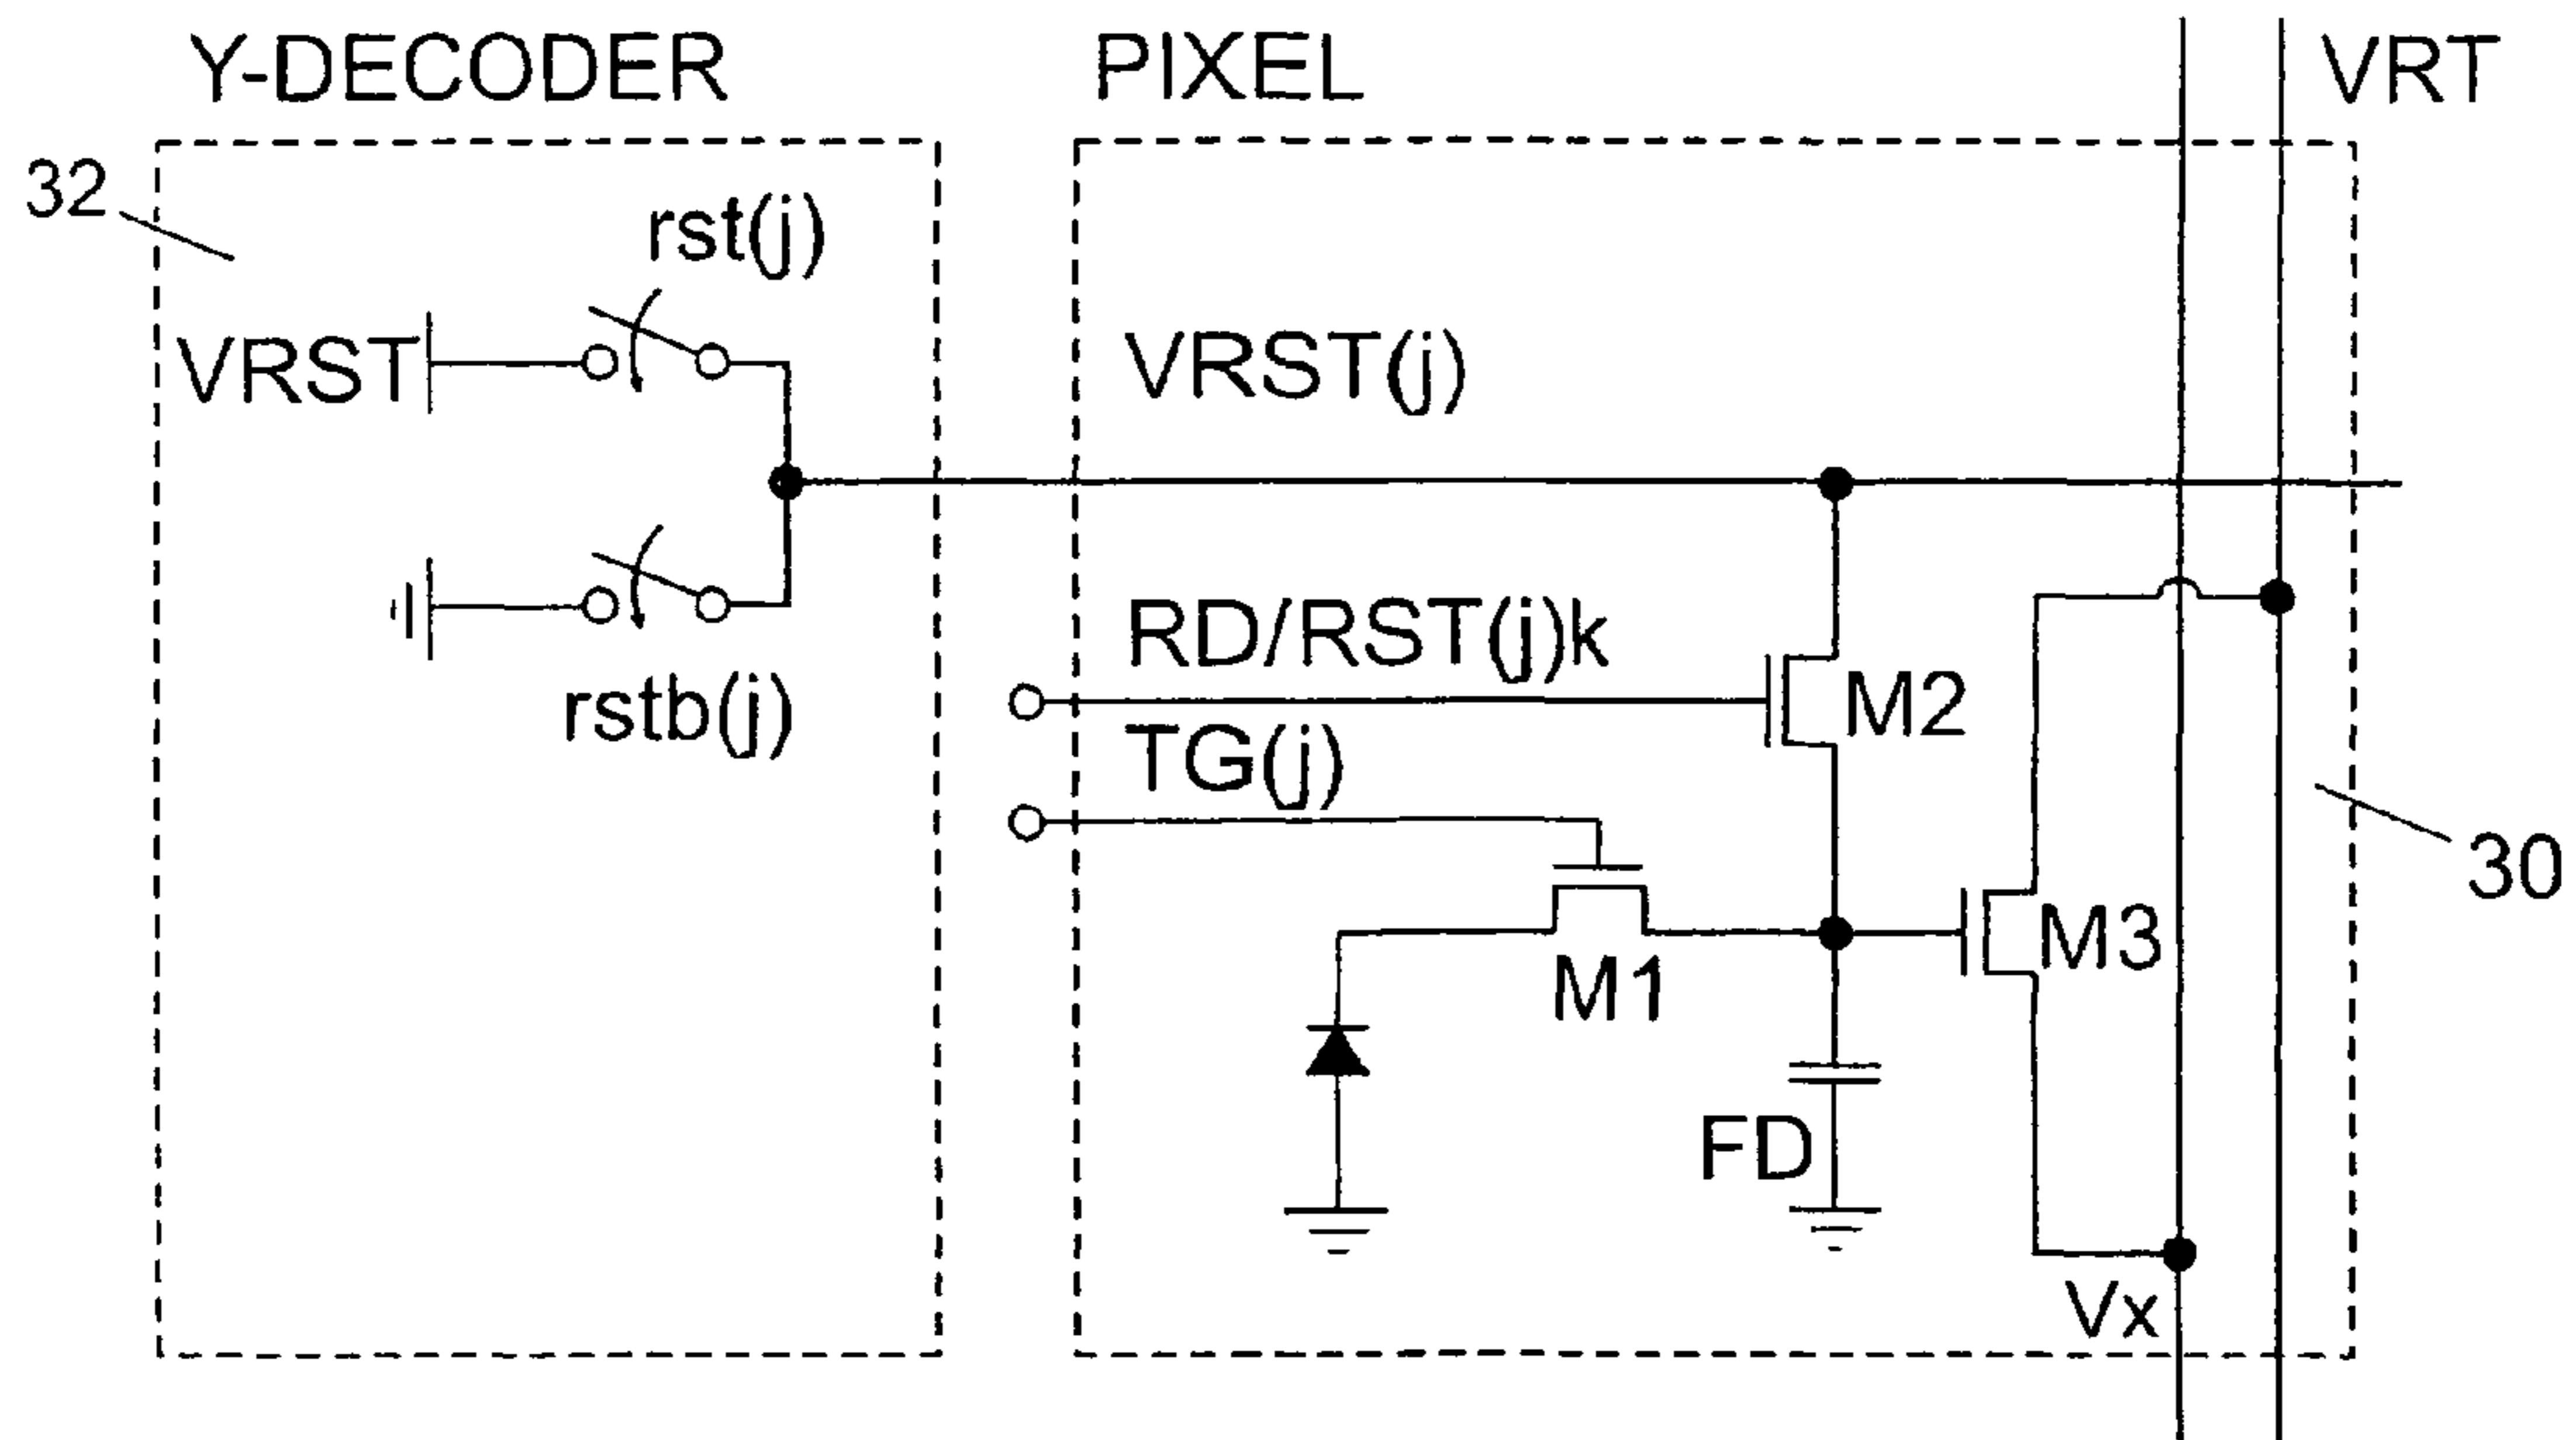 Y-DECODER
PIXEL
VRT
32
rst(j)
VRST
VRST(j)
rstb(j)
RD/RST(j)k
M2
TG(j)
30
M3
M1
FD
Vx